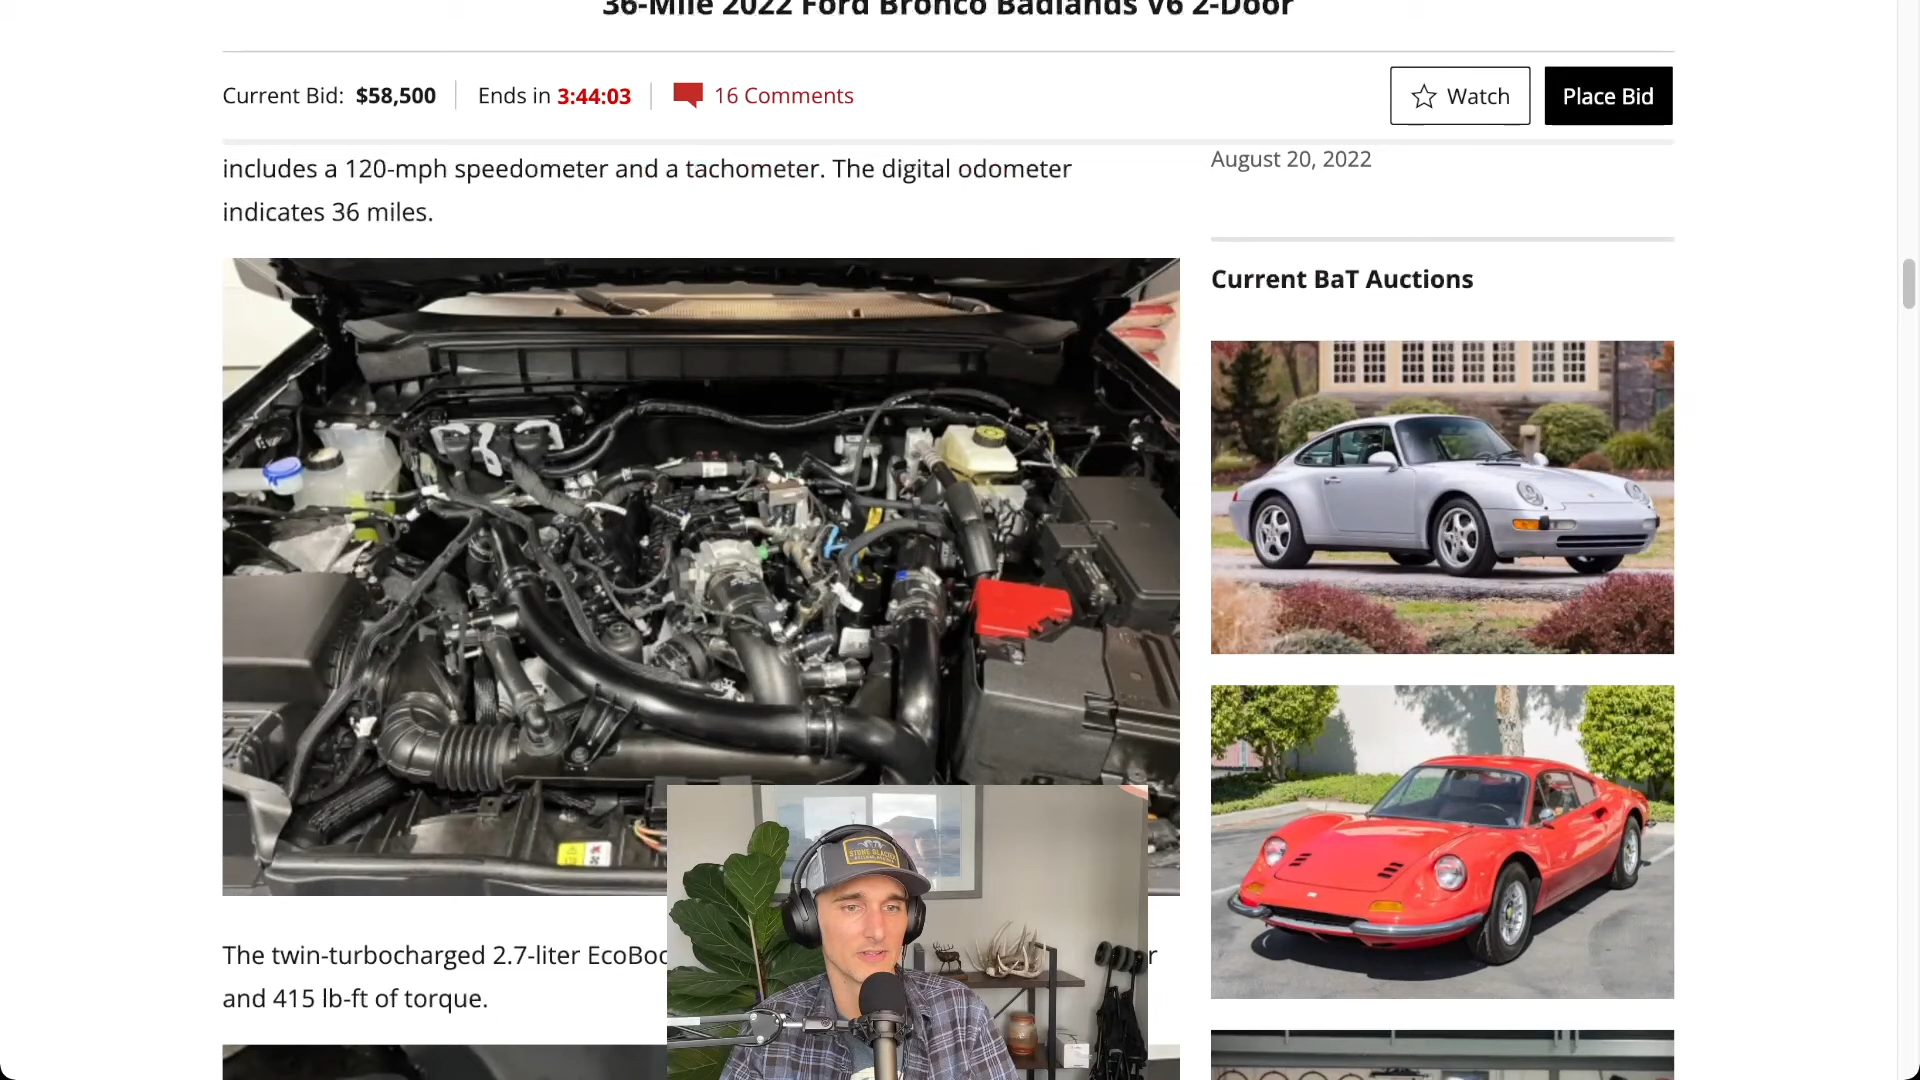 36-Mile 2022 Ford Bronco Badlands V6 2-Door
Current Bid: $58,500
Ends in 3:44:03
16 Comments
Watch
Place Bid
includes a 120-mph speedometer and a tachometer. The digital odometer
indicates 36 miles.
August 20, 2022
Current BaT Auctions
STONE GLACIER
The twin-turbocharged 2.7-liter
and 415 lb-ft of torque.